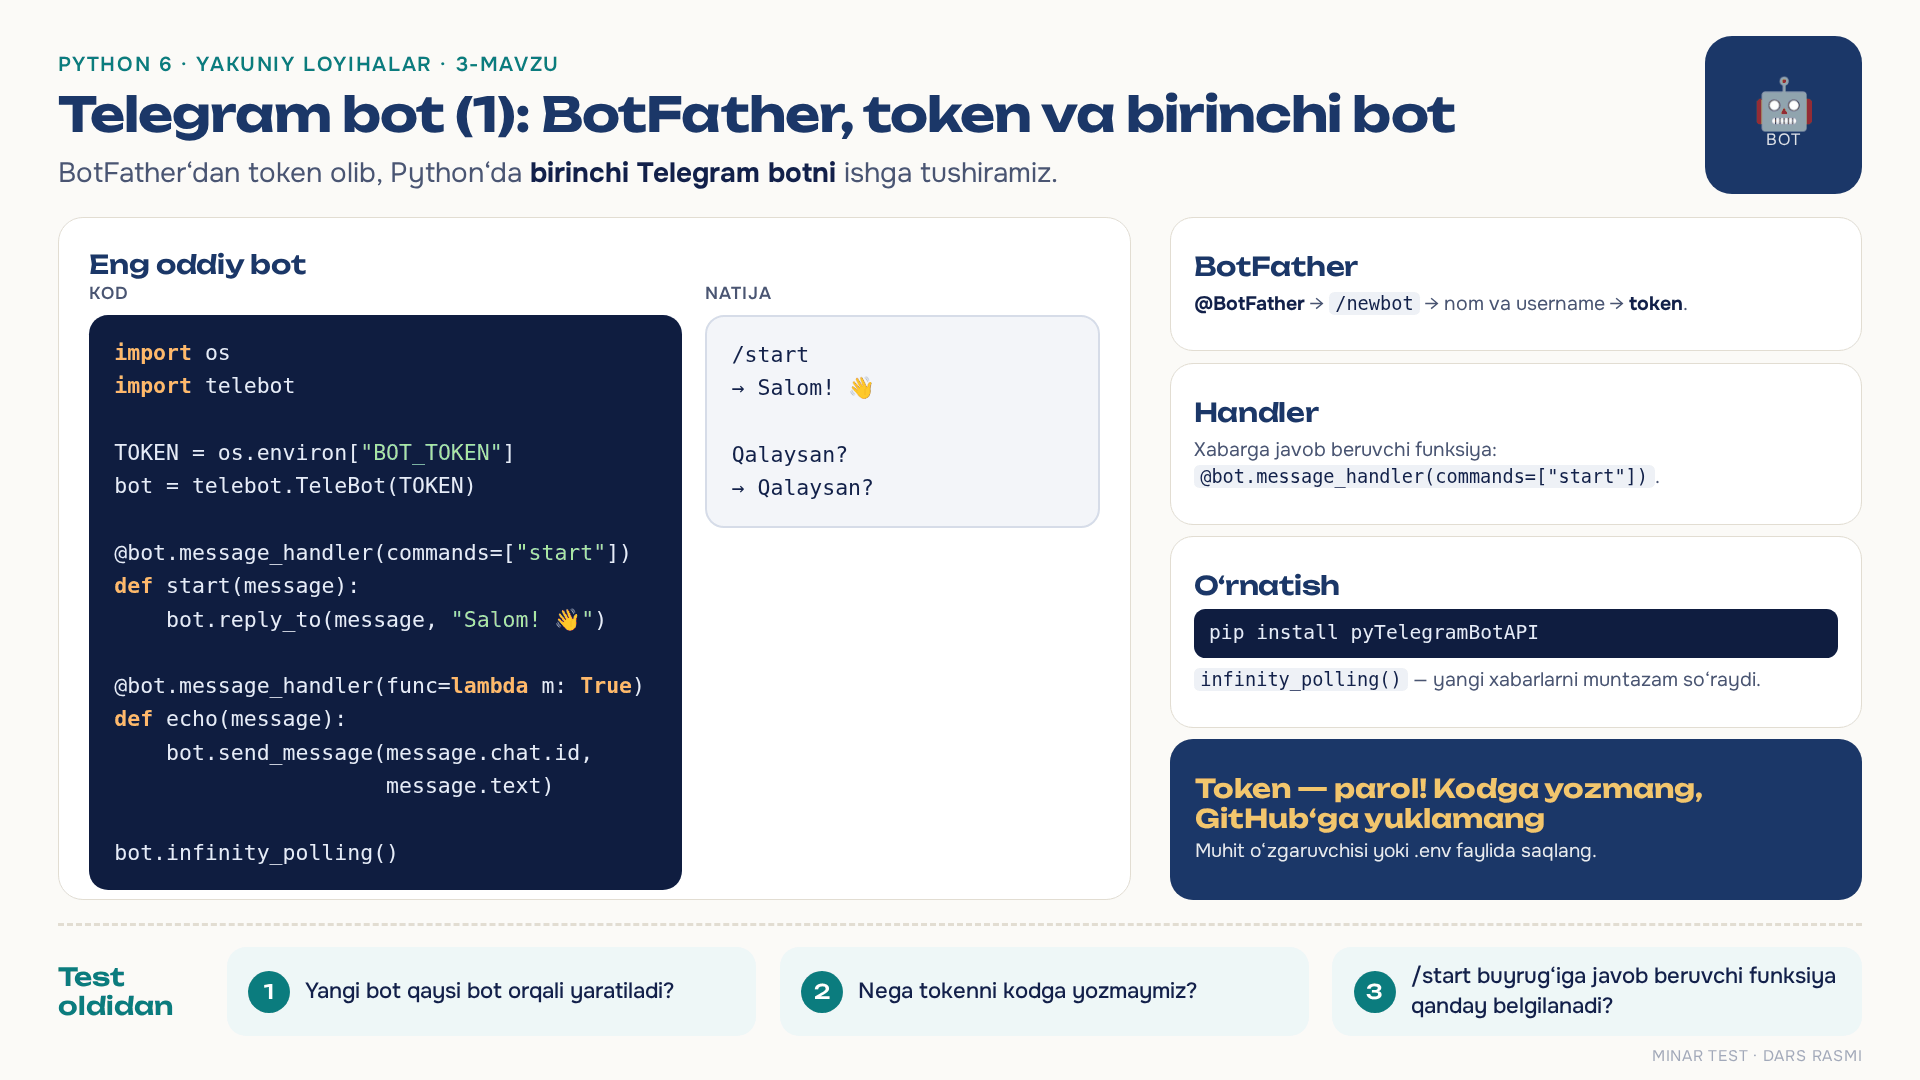 PYTHON 6 · YAKUNIY LOYIHALAR · 3-MAVZU
Telegram bot (1): BotFather, token va birinchi bot
BotFather‘dan token olib, Python‘da birinchi Telegram botni ishga tushiramiz.
🤖
BOT
Eng oddiy bot
KOD
import os
import telebot
TOKEN = os.environ["BOT_TOKEN"]
bot = telebot.TeleBot(TOKEN)
@bot.message_handler(commands=["start"])
def start(message):
    bot.reply_to(message, "Salom! 👋")
@bot.message_handler(func=lambda m: True)
def echo(message):
    bot.send_message(message.chat.id,
                     message.text)
bot.infinity_polling()
NATIJA
/start
→ Salom! 👋
Qalaysan?
→ Qalaysan?
BotFather
@BotFather → /newbot → nom va username → token.
Handler
Xabarga javob beruvchi funksiya:
@bot.message_handler(commands=["start"]).
O‘rnatish
pip install pyTelegramBotAPI
infinity_polling() — yangi xabarlarni muntazam so‘raydi.
Token — parol! Kodga yozmang,
GitHub‘ga yuklamang
Muhit o‘zgaruvchisi yoki .env faylida saqlang.
Test
oldidan
1 Yangi bot qaysi bot orqali yaratiladi?
2 Nega tokenni kodga yozmaymiz?
3 /start buyrug‘iga javob beruvchi funksiya
qanday belgilanadi?
MINAR TEST · DARS RASMI